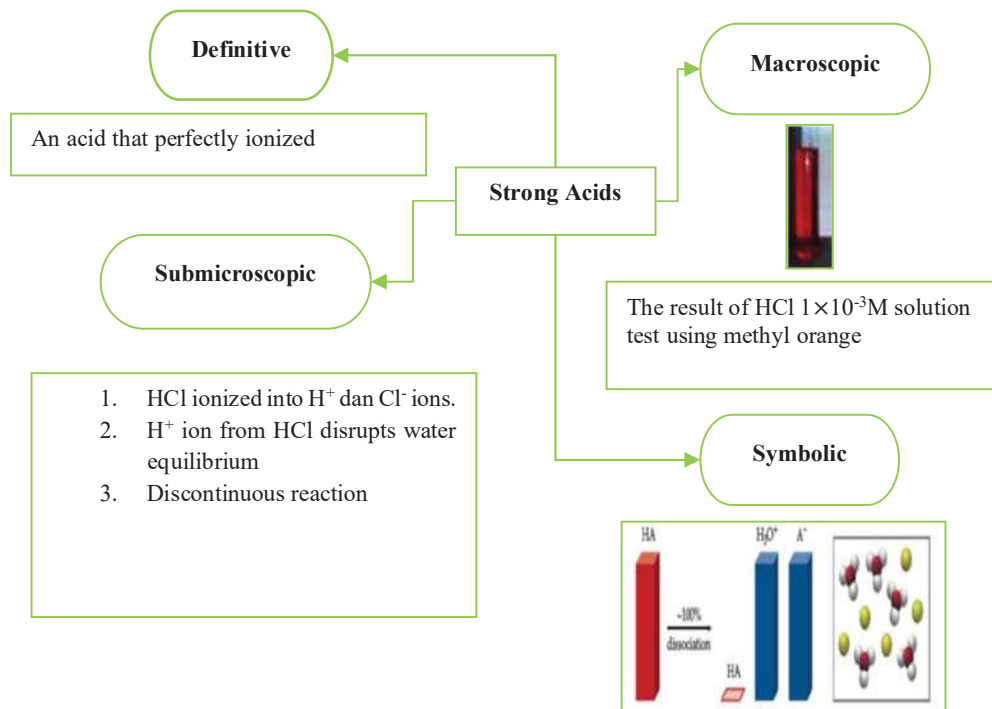 Definitive
An acid that perfectly ionized
Macroscopic
The result of HCl 1×10⁻³M solution
test using methyl orange
Strong Acids
Submicroscopic
1. HCl ionized into H⁺ dan Cl⁻ ions.
2. H⁺ ion from HCl disrupts water
equilibrium
3. Discontinuous reaction
Symbolic
HA
H₃O⁺
A⁻
~100%
dissociation
HA